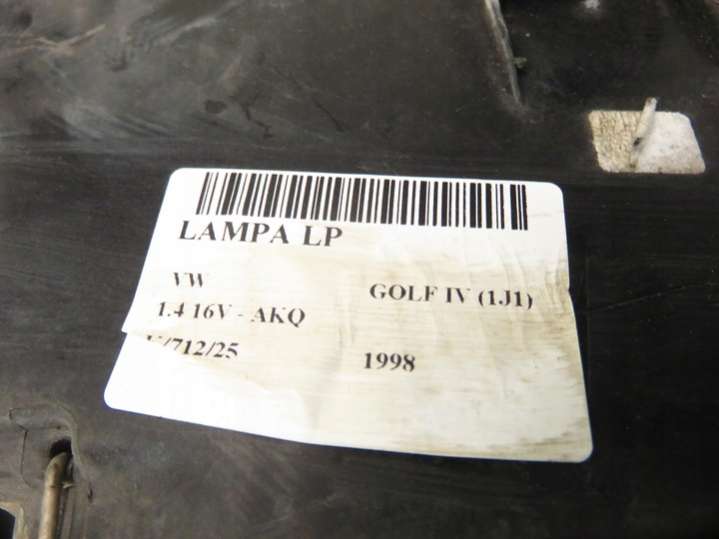 LAMPA LP
VW GOLF IV (1J1)
1.4 16V - AKQ
1998